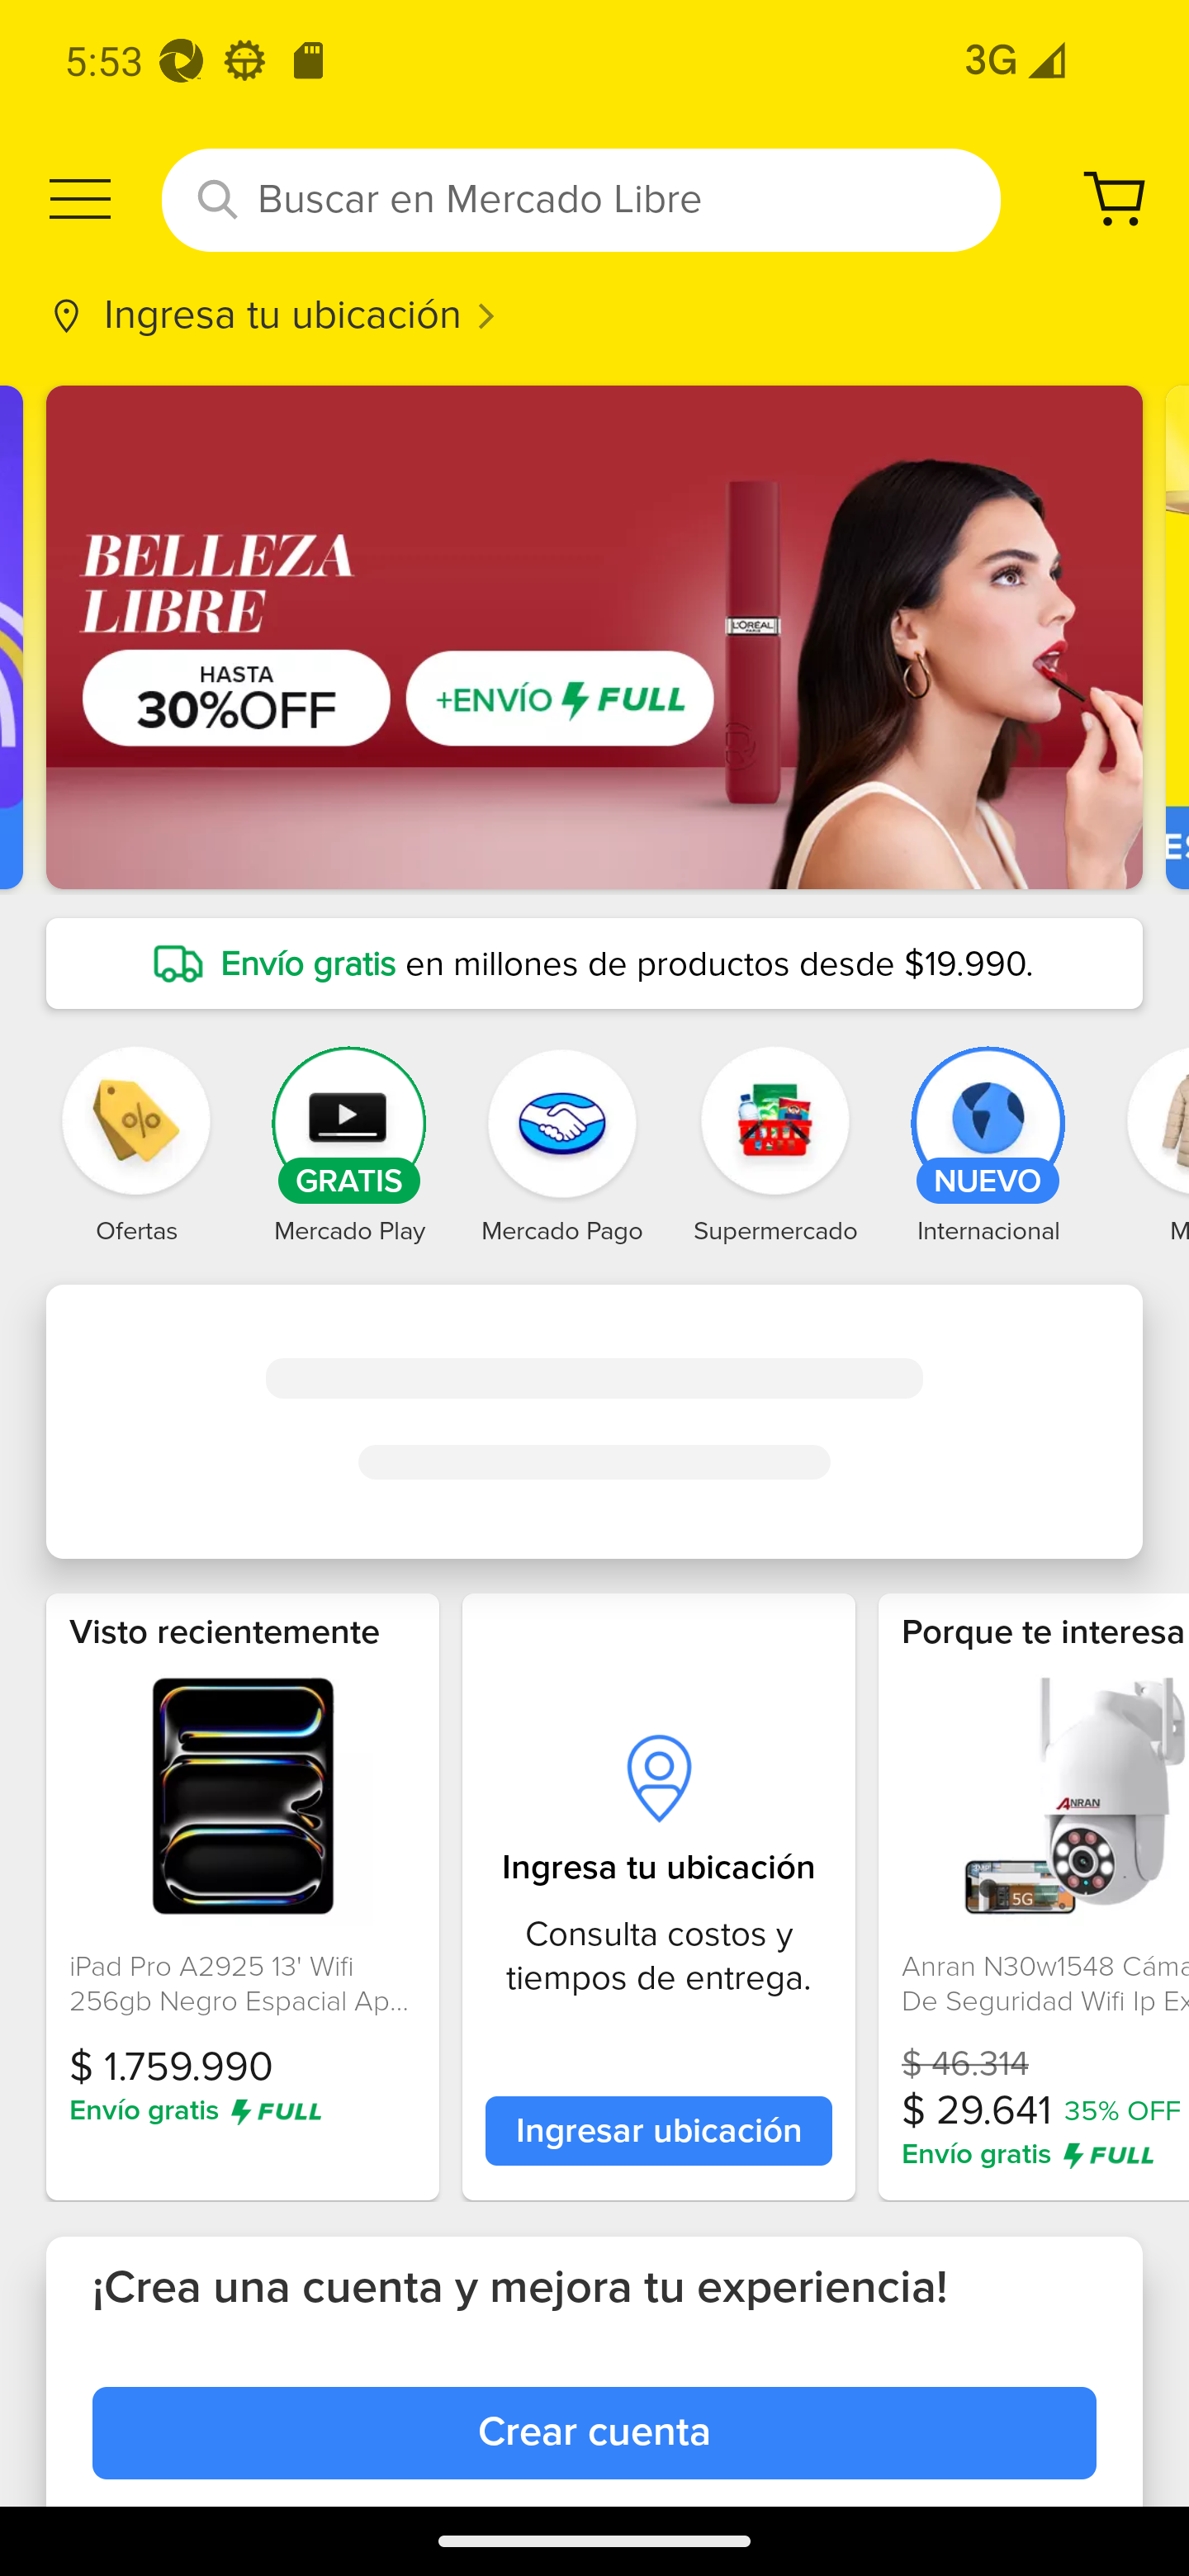 5:53
3G
Buscar en Mercado Libre
Ingresa tu ubicación
BELLEZA
LIBRE
HASTA
30%OFF
+ENVÍO FULL
L'ORÉAL
PARIS
Envío gratis en millones de productos desde $19.990.
GRATIS
NUEVO
Ofertas
Mercado Play
Mercado Pago
Supermercado
Internacional
M
Visto recientemente
iPad Pro A2925 13' Wifi
256gb Negro Espacial Ap...
$ 1.759.990
Envío gratis FULL
Ingresa tu ubicación
Consulta costos y
tiempos de entrega.
Ingresar ubicación
Porque te interesa
ANRAN
5G
Anran N30w1548 Cáma
De Seguridad Wifi Ip Ex
$ 46.314
$ 29.641 35% OFF
Envío gratis FULL
¡Crea una cuenta y mejora tu experiencia!
Crear cuenta